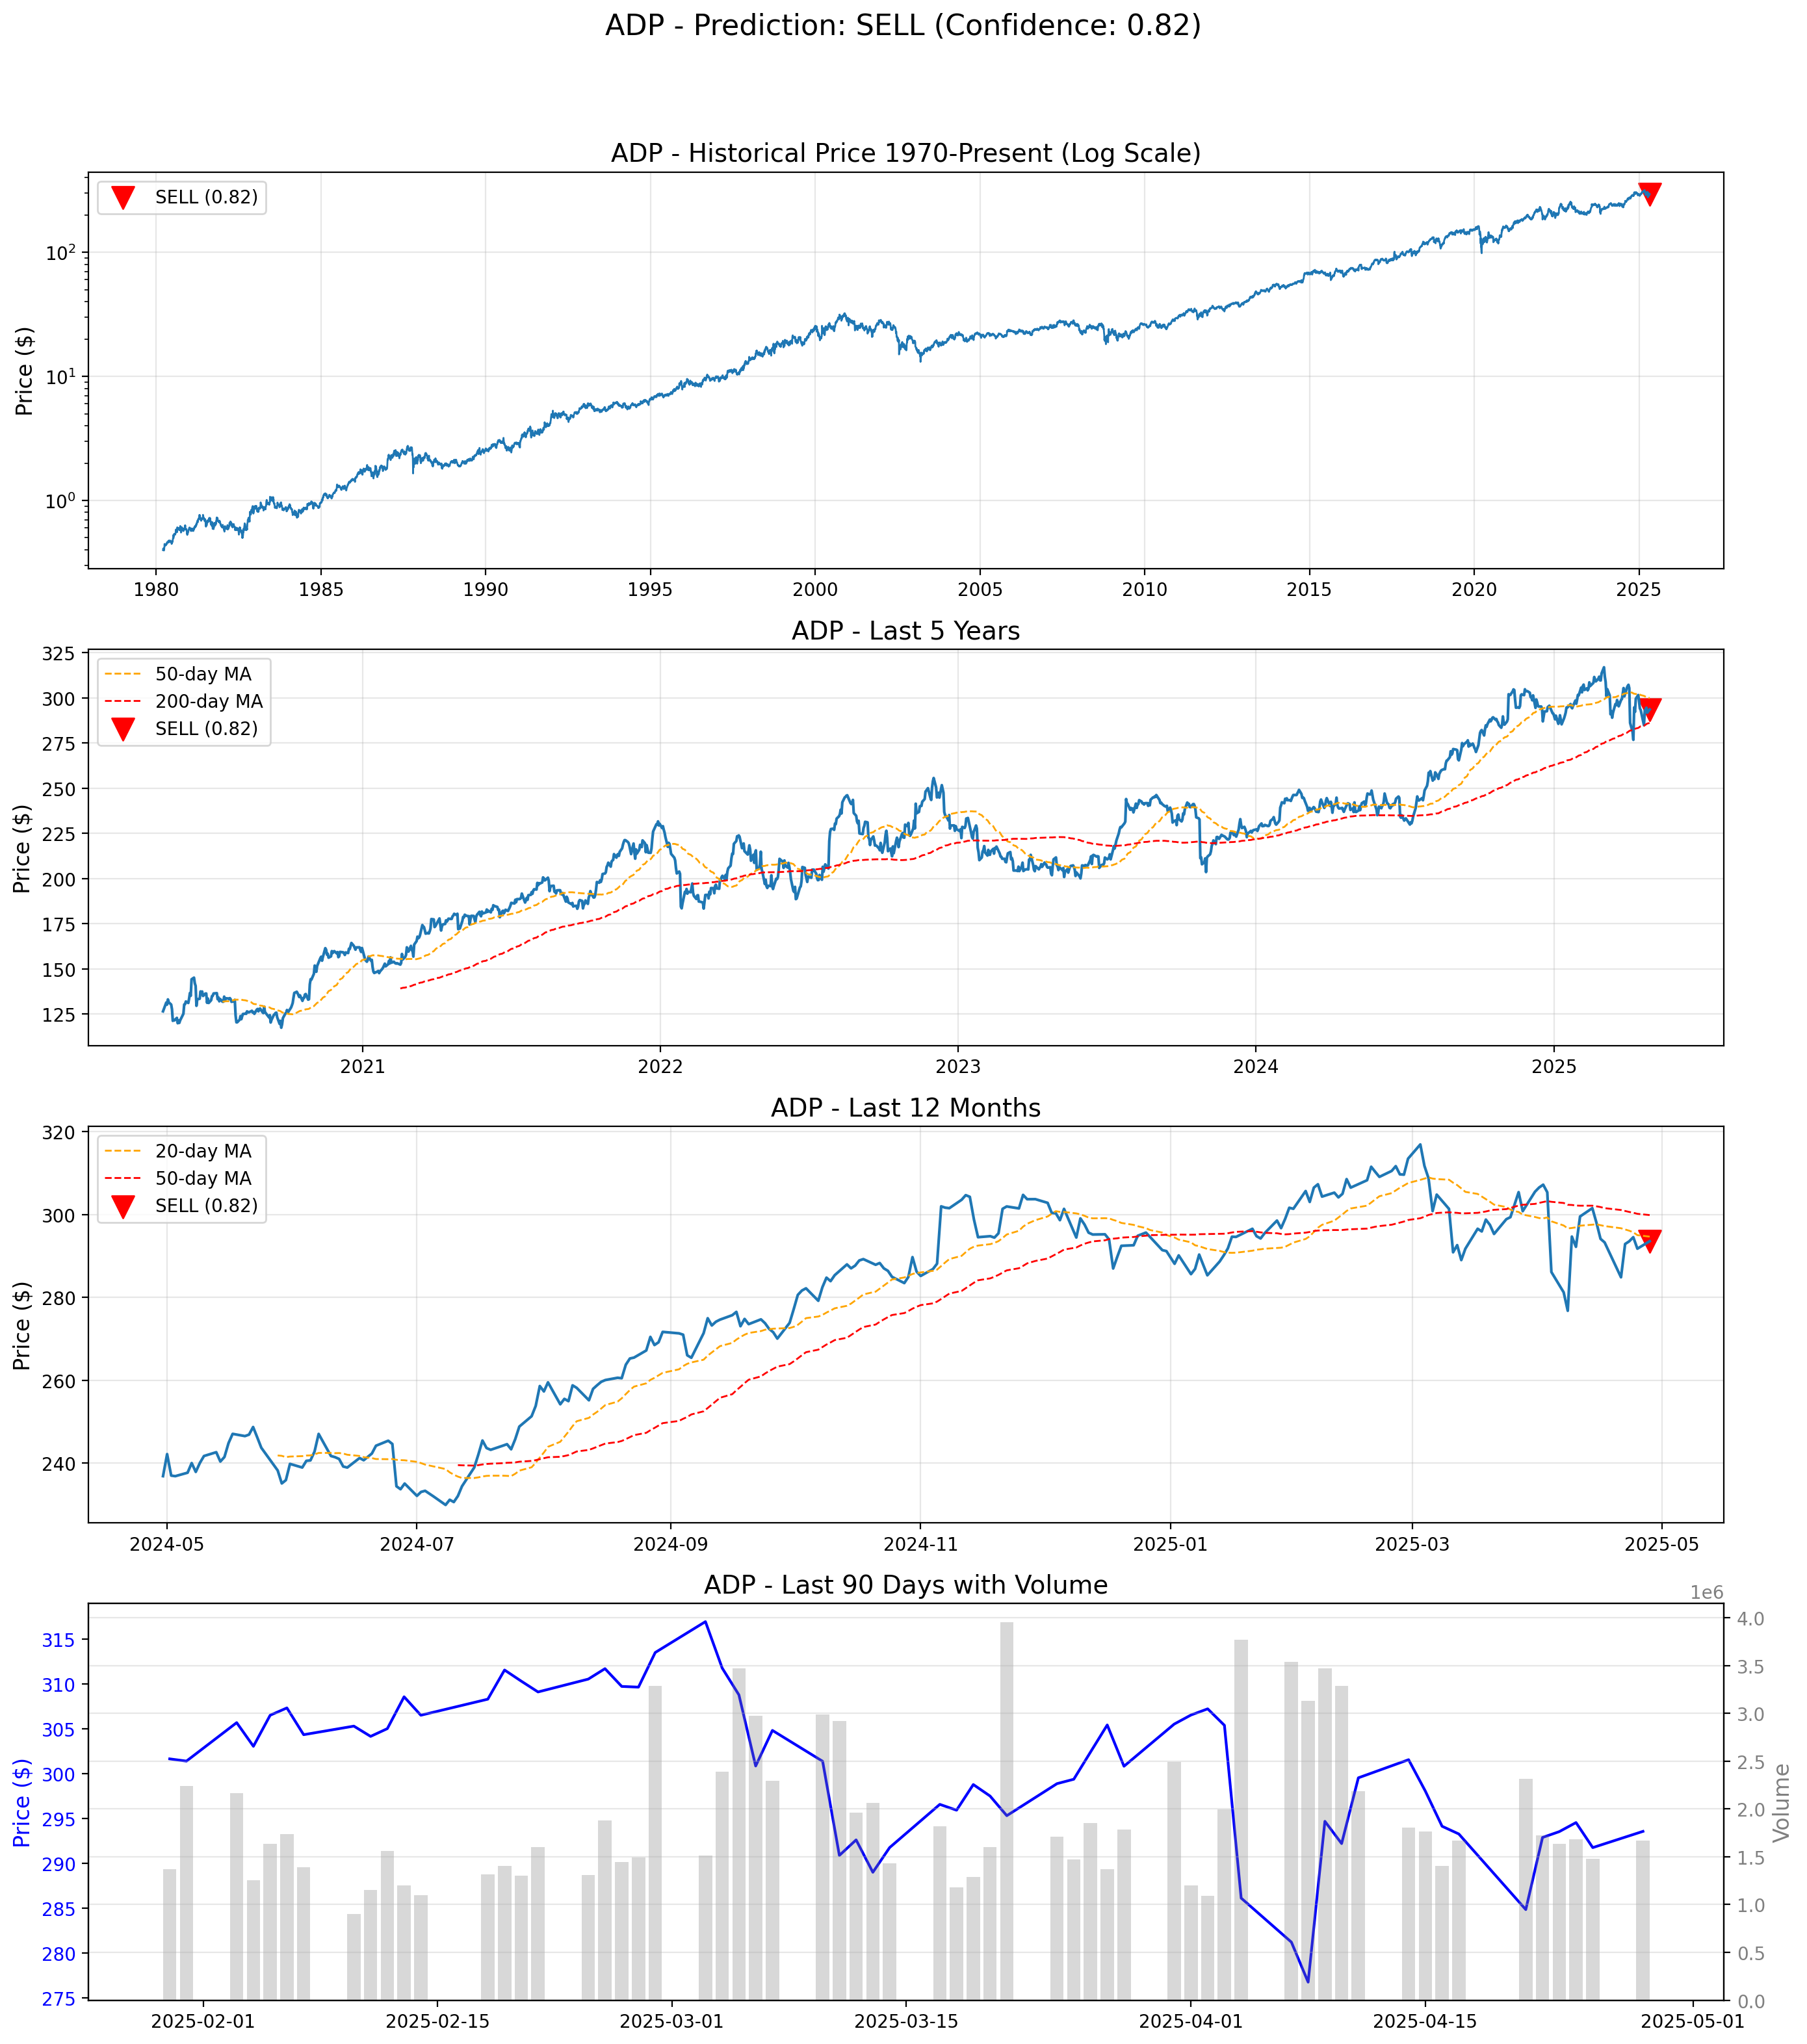 ADP - Prediction: SELL (Confidence: 0.82)
ADP - Historical Price 1970-Present (Log Scale)
SELL (0.82)
Price ($)
10²
10¹
10⁰
1980 1985 1990 1995 2000 2005 2010 2015 2020 2025
ADP - Last 5 Years
50-day MA
200-day MA
SELL (0.82)
Price ($)
325
300
275
250
225
200
175
150
125
2021 2022 2023 2024 2025
ADP - Last 12 Months
20-day MA
50-day MA
SELL (0.82)
Price ($)
320
300
280
260
240
2024-05 2024-07 2024-09 2024-11 2025-01 2025-03 2025-05
ADP - Last 90 Days with Volume
1e6
Price ($)
315
310
305
300
295
290
285
280
275
4.0
3.5
3.0
2.5
2.0
1.5
1.0
0.5
0.0
Volume
2025-02-01 2025-02-15 2025-03-01 2025-03-15 2025-04-01 2025-04-15 2025-05-01